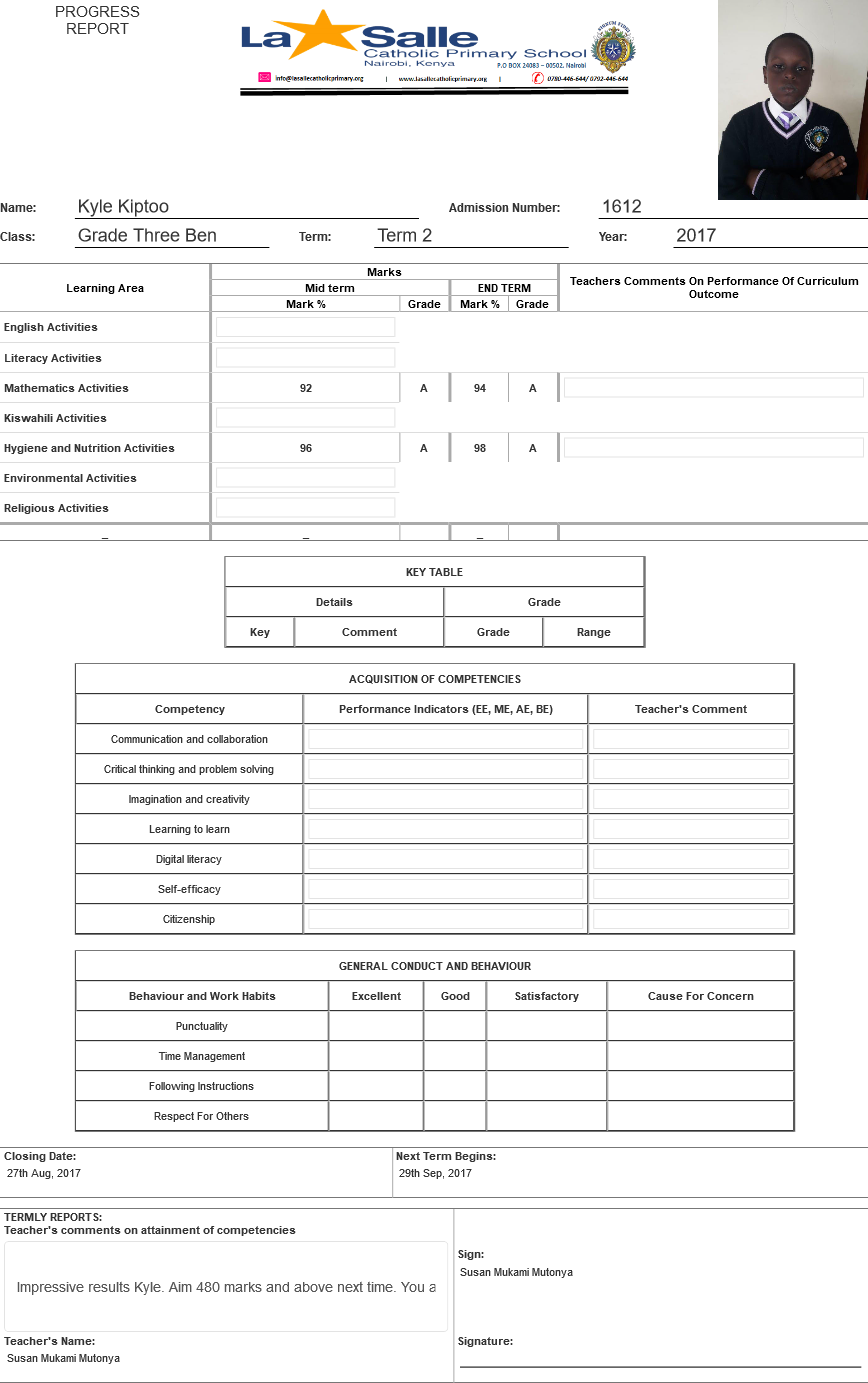 PROGRESS
REPORT
La Salle
Catholic Primary School
Nairobi, Kenya
P.O BOX 24083 – 00502, Nairobi
info@lasallecatholicprimary.org | www.lasallecatholicprimary.org | 0780-446-644/ 0792-446-644
Name: Kyle Kiptoo Admission Number: 1612
Class: Grade Three Ben Term: Term 2 Year: 2017
Learning Area Marks Teachers Comments On Performance Of Curriculum Outcome
Mid term END TERM
Mark % Grade Mark % Grade
English Activities
Literacy Activities
Mathematics Activities 92 A 94 A
Kiswahili Activities
Hygiene and Nutrition Activities 96 A 98 A
Environmental Activities
Religious Activities
_ _ _
KEY TABLE
Details Grade
Key Comment Grade Range
ACQUISITION OF COMPETENCIES
Competency Performance Indicators (EE, ME, AE, BE) Teacher's Comment
Communication and collaboration
Critical thinking and problem solving
Imagination and creativity
Learning to learn
Digital literacy
Self-efficacy
Citizenship
GENERAL CONDUCT AND BEHAVIOUR
Behaviour and Work Habits Excellent Good Satisfactory Cause For Concern
Punctuality
Time Management
Following Instructions
Respect For Others
Closing Date: Next Term Begins:
27th Aug, 2017 29th Sep, 2017
TERMLY REPORTS:
Teacher's comments on attainment of competencies
Impressive results Kyle. Aim 480 marks and above next time. You a
Sign:
Susan Mukami Mutonya
Teacher's Name:
Susan Mukami Mutonya
Signature: